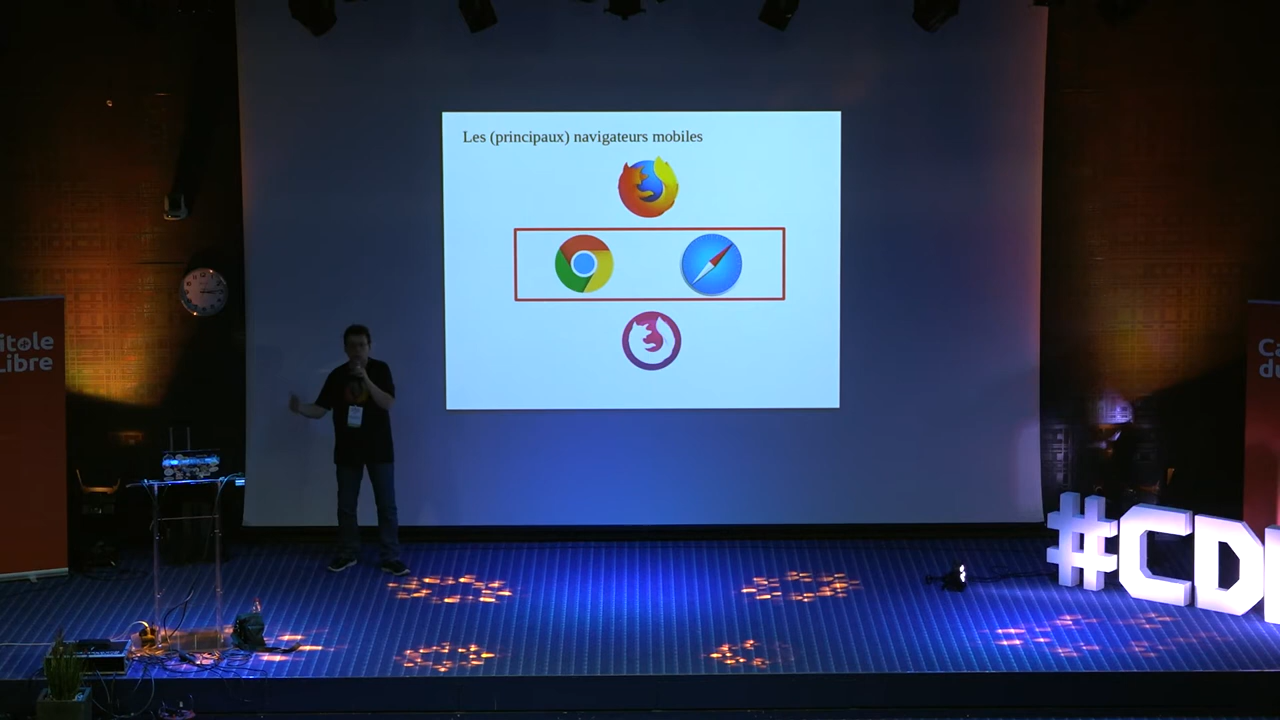 Les (principaux) navigateurs mobiles
itole
Libre
Ca
du
#CD